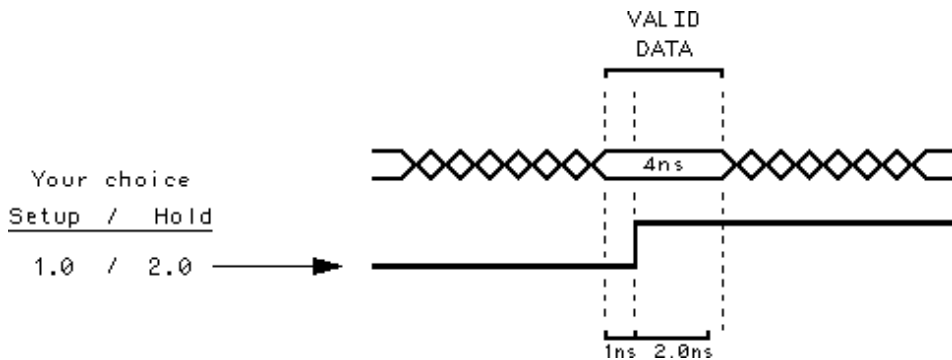 VALID
DATA
4ns
Your choice
Setup / Hold
1.0 / 2.0
1ns 2.0ns